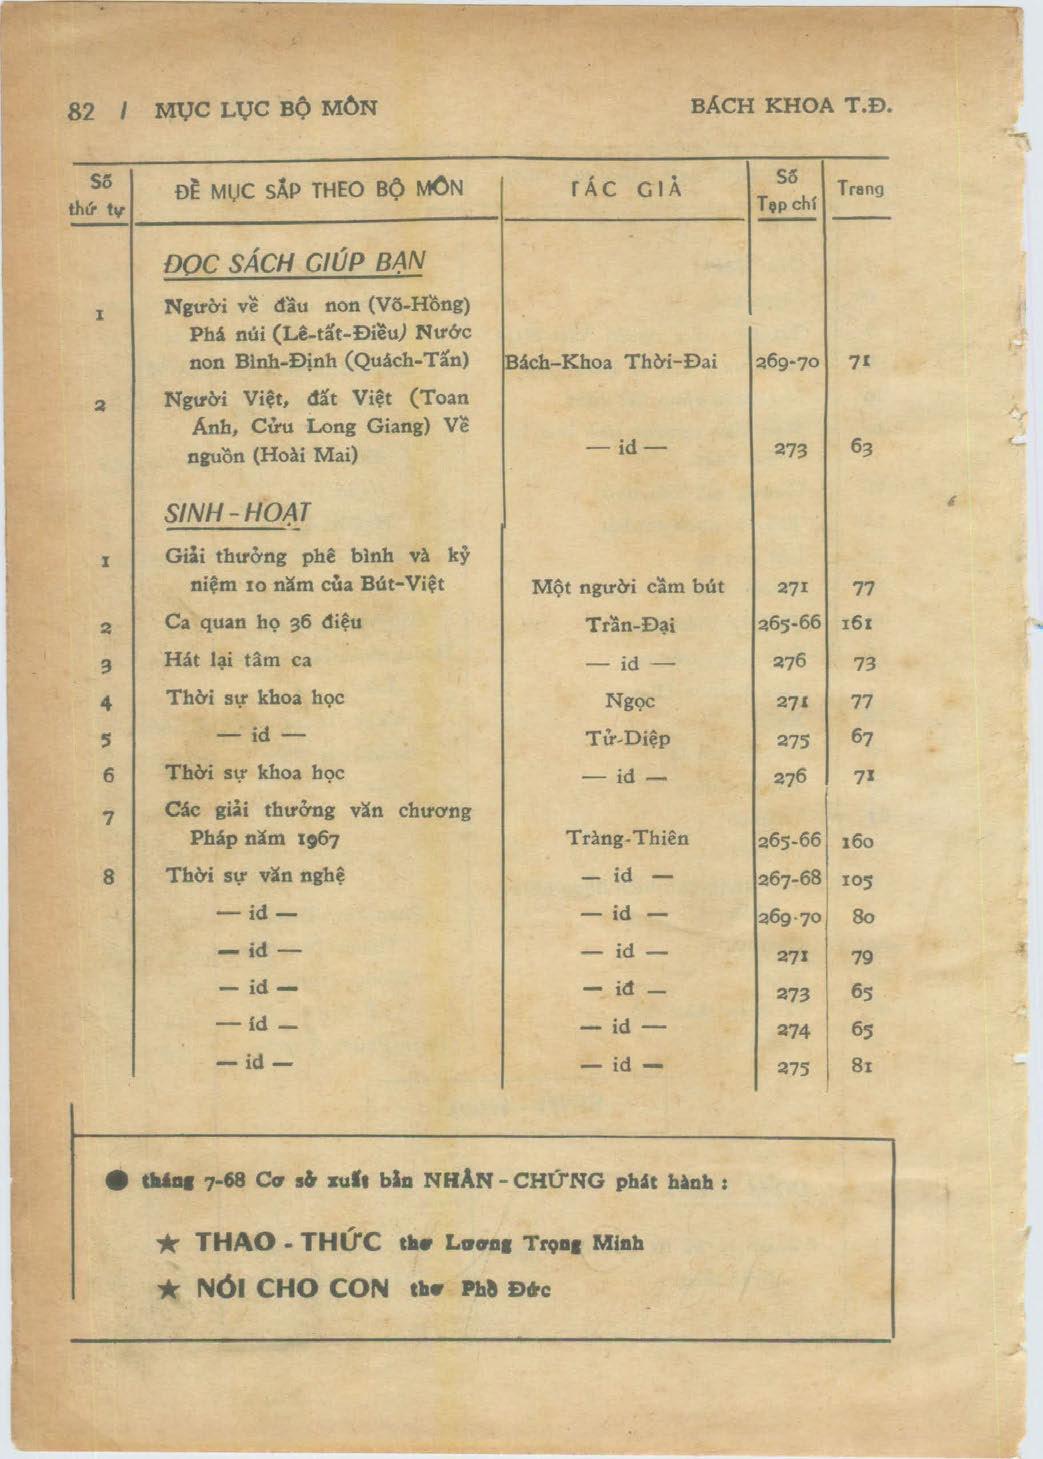 82 / MỤC LỤC BỘ MÔN BÁCH KHOA T.Đ.
Số thứ tự ĐỀ MỤC SẮP THEO BỘ MÔN TÁC GIẢ Số Tạp chí Trang
ĐỌC SÁCH GIÚP BẠN
1 Người về đầu non (Võ-Hồng)
Phá núi (Lê-tất-Điều) Nước
non Bình-Định (Quách-Tấn) Bách-Khoa Thời-Đai 269-70 71
2 Người Việt, đất Việt (Toan
Ánh, Cửu Long Giang) Về
nguồn (Hoài Mai) — id — 273 63
SINH - HOẠT
1 Giải thưởng phê bình và kỷ
niệm 10 năm của Bút-Việt Một người cầm bút 271 77
2 Ca quan họ 36 điệu Trần-Đại 265-66 161
3 Hát lại tâm ca — id — 276 73
4 Thời sự khoa học Ngọc 271 77
5 — id — Tử-Diệp 275 67
6 Thời sự khoa học — id — 276 71
7 Các giải thưởng văn chương
Pháp năm 1967 Tràng-Thiên 265-66 160
8 Thời sự văn nghệ — id — 267-68 105
— id — — id — 269-70 80
— id — — id — 271 79
— id — — id — 273 65
— id — — id — 274 65
— id — — id — 275 81
● tháng 7-68 Cơ sở xuất bản NHÂN - CHỨNG phát hành :
★ THAO - THỨC thơ Lương Trọng Minh
★ NÓI CHO CON thơ Phồ Đức